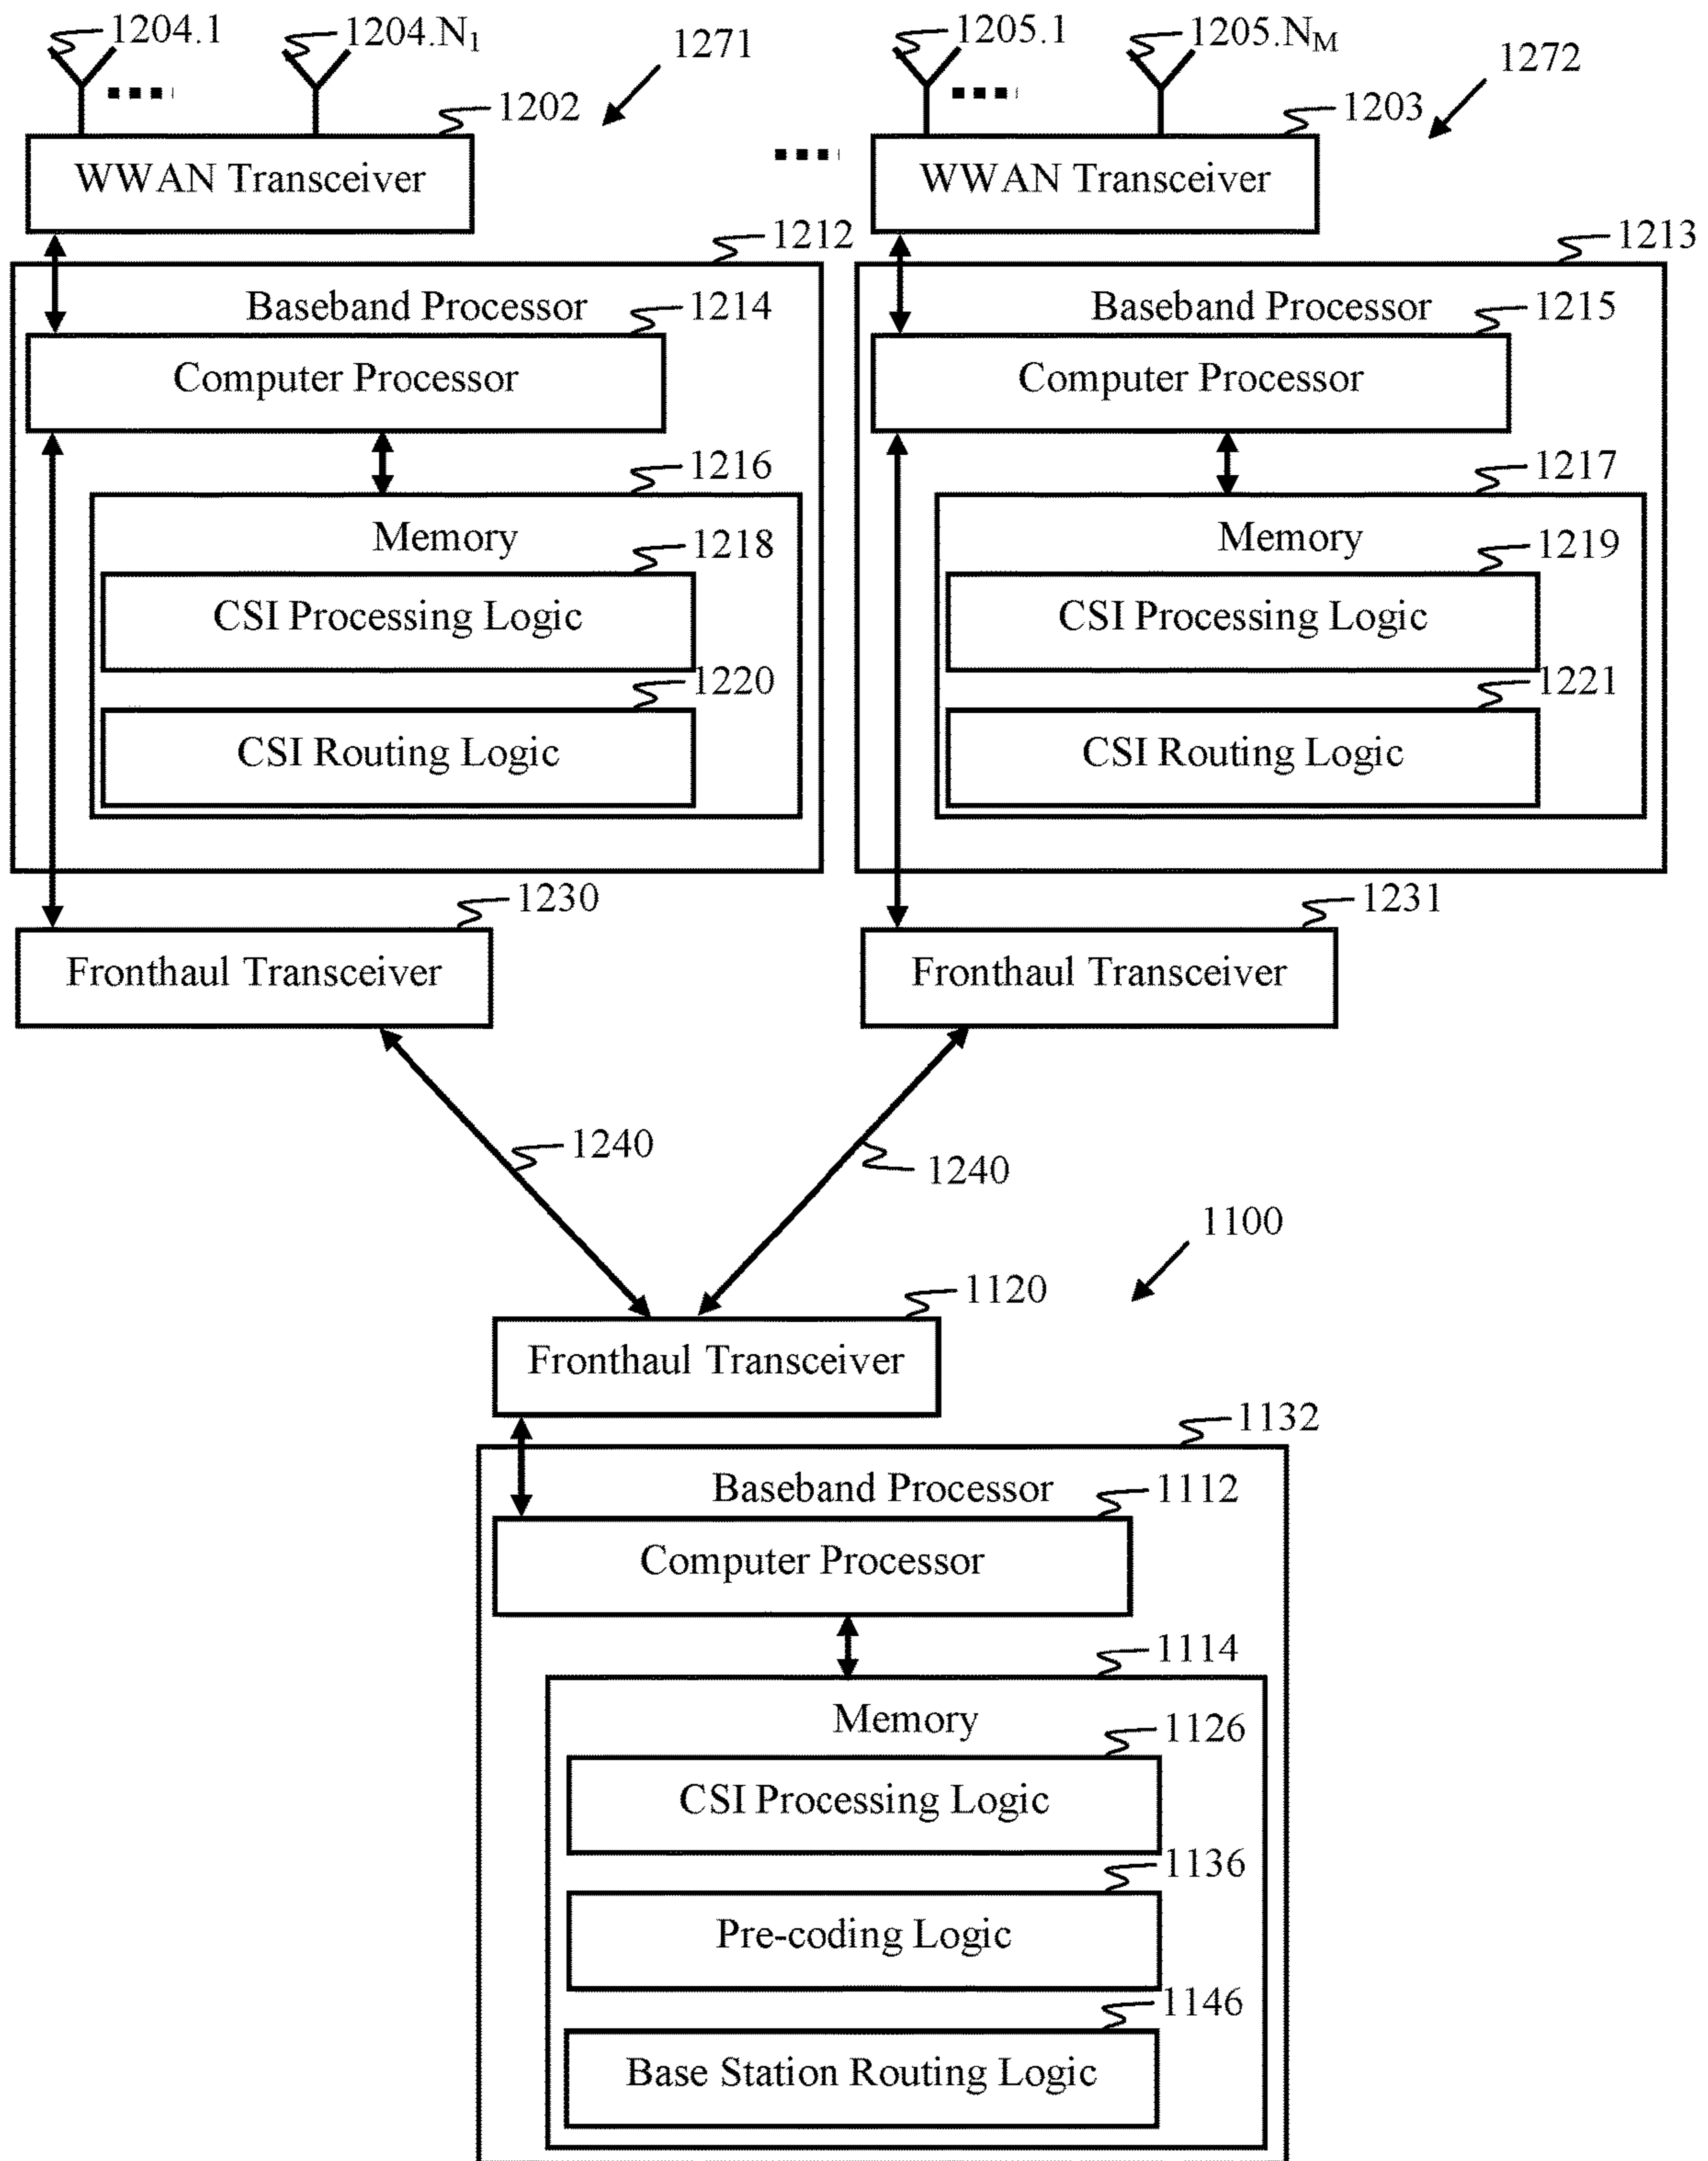 1204.1
1204.N1
1271
1205.1
1205.NM
1272
1202
1203
WWAN Transceiver
WWAN Transceiver
1212
1213
Baseband Processor
1214
Baseband Processor
1215
Computer Processor
Computer Processor
1216
1217
Memory
1218
Memory
1219
CSI Processing Logic
CSI Processing Logic
1220
1221
CSI Routing Logic
CSI Routing Logic
1230
1231
Fronthaul Transceiver
Fronthaul Transceiver
1240
1240
1100
1120
Fronthaul Transceiver
1132
Baseband Processor
1112
Computer Processor
1114
Memory
1126
CSI Processing Logic
1136
Pre-coding Logic
1146
Base Station Routing Logic